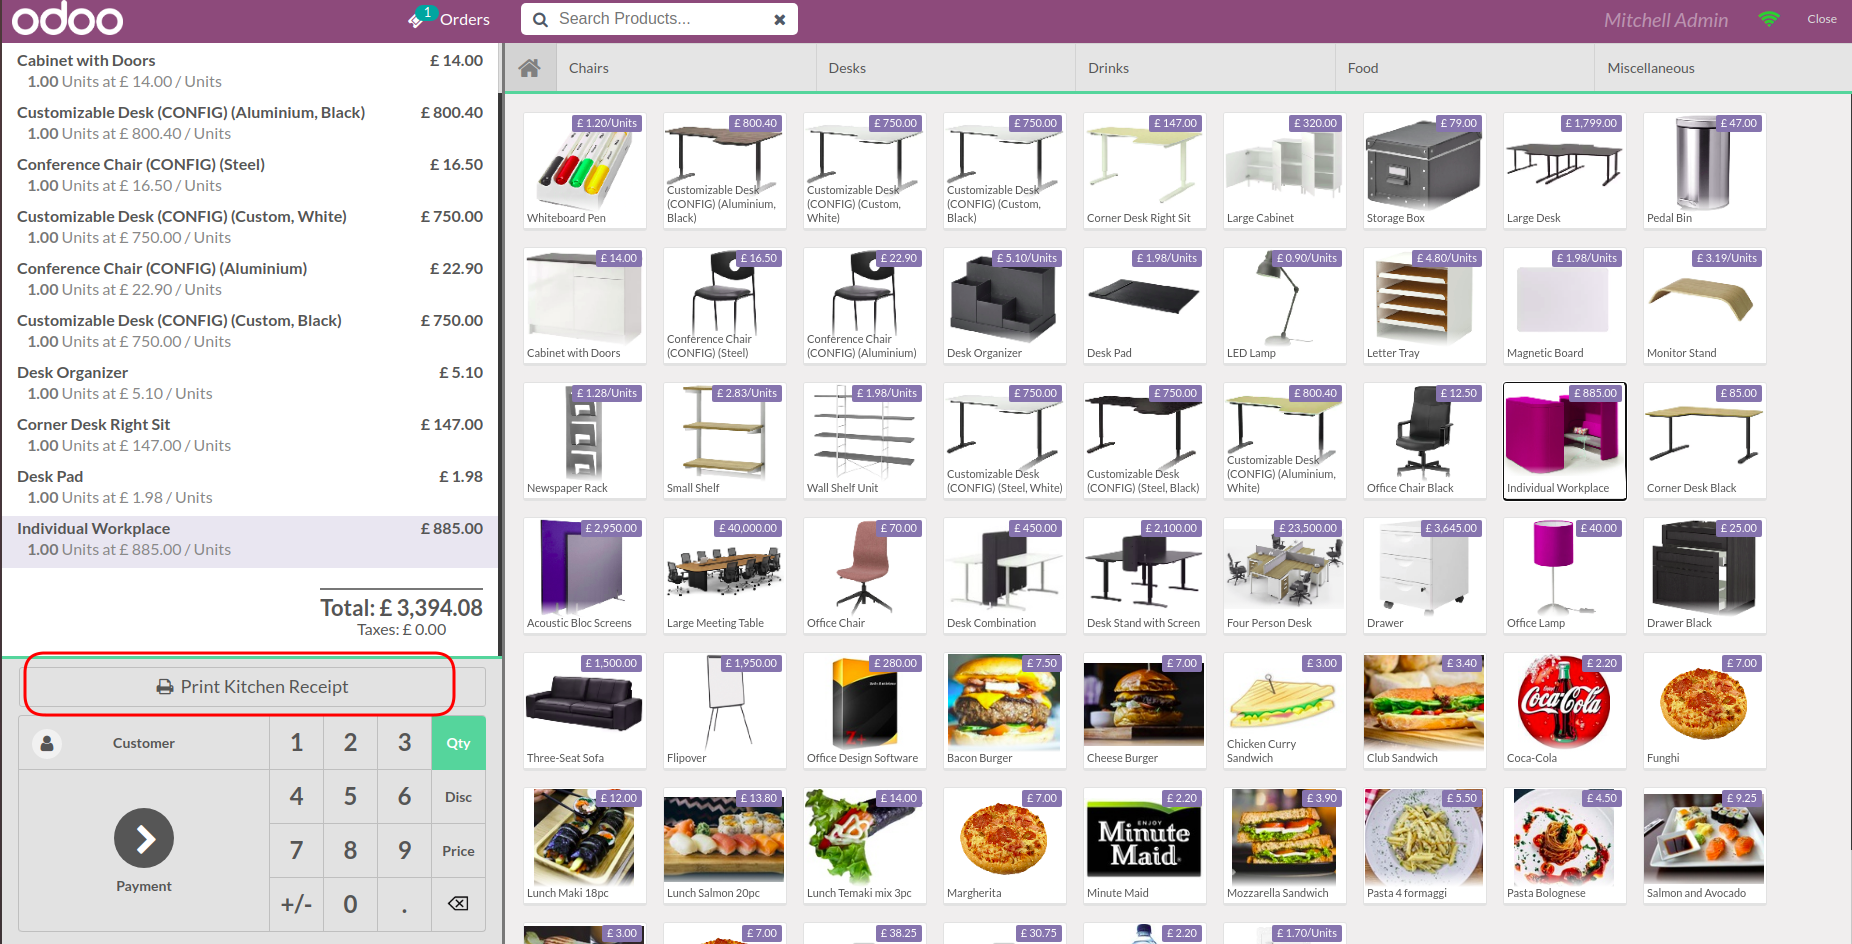 odoo
1
Orders
Search Products...
Mitchell Admin
Close
Cabinet with Doors £ 14.00
1.00 Units at £ 14.00 / Units
Customizable Desk (CONFIG) (Aluminium, Black) £ 800.40
1.00 Units at £ 800.40 / Units
Conference Chair (CONFIG) (Steel) £ 16.50
1.00 Units at £ 16.50 / Units
Customizable Desk (CONFIG) (Custom, White) £ 750.00
1.00 Units at £ 750.00 / Units
Conference Chair (CONFIG) (Aluminium) £ 22.90
1.00 Units at £ 22.90 / Units
Customizable Desk (CONFIG) (Custom, Black) £ 750.00
1.00 Units at £ 750.00 / Units
Desk Organizer £ 5.10
1.00 Units at £ 5.10 / Units
Corner Desk Right Sit £ 147.00
1.00 Units at £ 147.00 / Units
Desk Pad £ 1.98
1.00 Units at £ 1.98 / Units
Individual Workplace £ 885.00
1.00 Units at £ 885.00 / Units
Total: £ 3,394.08
Taxes: £ 0.00
Print Kitchen Receipt
Customer
1 2 3 Qty
4 5 6 Disc
7 8 9 Price
Payment
+/- 0 .
Chairs Desks Drinks Food Miscellaneous
£ 1.20/Units
Whiteboard Pen
£ 800.40
Customizable Desk
(CONFIG) (Aluminium,
Black)
£ 750.00
Customizable Desk
(CONFIG) (Custom,
White)
£ 750.00
Customizable Desk
(CONFIG) (Custom,
Black)
£ 147.00
Corner Desk Right Sit
£ 320.00
Large Cabinet
£ 79.00
Storage Box
£ 1,799.00
Large Desk
£ 47.00
Pedal Bin
£ 14.00
Cabinet with Doors
£ 16.50
Conference Chair
(CONFIG) (Steel)
£ 22.90
Conference Chair
(CONFIG) (Aluminium)
£ 5.10/Units
Desk Organizer
£ 1.98/Units
Desk Pad
£ 0.90/Units
LED Lamp
£ 4.80/Units
Letter Tray
£ 1.98/Units
Magnetic Board
£ 3.19/Units
Monitor Stand
£ 1.28/Units
Newspaper Rack
£ 2.83/Units
Small Shelf
£ 1.98/Units
Wall Shelf Unit
£ 750.00
Customizable Desk
(CONFIG) (Steel, White)
£ 750.00
Customizable Desk
(CONFIG) (Steel, Black)
£ 800.40
Customizable Desk
(CONFIG) (Aluminium,
White)
£ 12.50
Office Chair Black
£ 885.00
Individual Workplace
£ 85.00
Corner Desk Black
£ 2,950.00
Acoustic Bloc Screens
£ 40,000.00
Large Meeting Table
£ 70.00
Office Chair
£ 450.00
Desk Combination
£ 2,100.00
Desk Stand with Screen
£ 23,500.00
Four Person Desk
£ 3,645.00
Drawer
£ 40.00
Office Lamp
£ 25.00
Drawer Black
£ 1,500.00
Three-Seat Sofa
£ 1,950.00
Flipover
£ 280.00
Office Design Software
£ 7.50
Bacon Burger
£ 7.00
Cheese Burger
£ 3.00
Chicken Curry
Sandwich
£ 3.40
Club Sandwich
£ 2.20
Coca-Cola
Coca-Cola
£ 7.00
Funghi
£ 12.00
Lunch Maki 18pc
£ 13.80
Lunch Salmon 20pc
£ 14.00
Lunch Temaki mix 3pc
£ 7.00
Margherita
£ 2.20
ENJOY
Minute
Maid
Minute Maid
£ 3.90
Mozzarella Sandwich
£ 5.50
Pasta 4 formaggi
£ 4.50
Pasta Bolognese
£ 9.25
Salmon and Avocado
£ 3.00
£ 7.00
£ 38.25
£ 30.75
£ 2.20
£ 1.70/Units